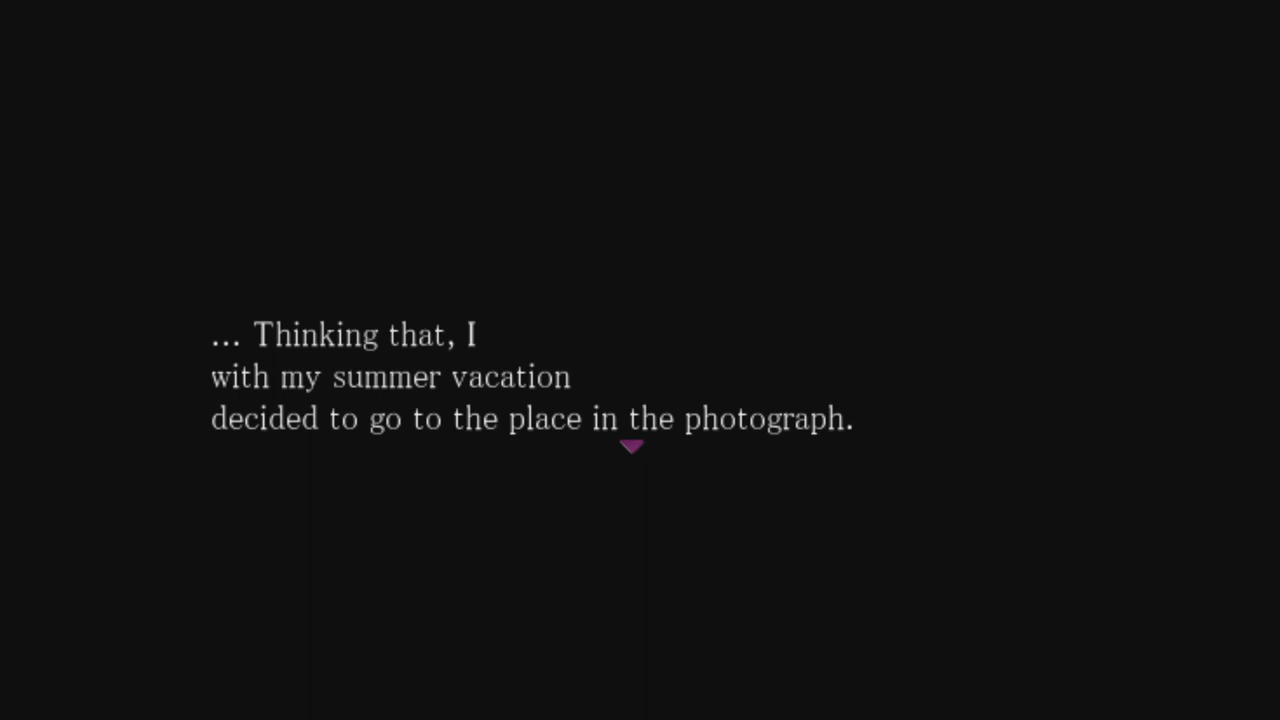 ... Thinking that, I
with my summer vacation
decided to go to the place in the photograph.